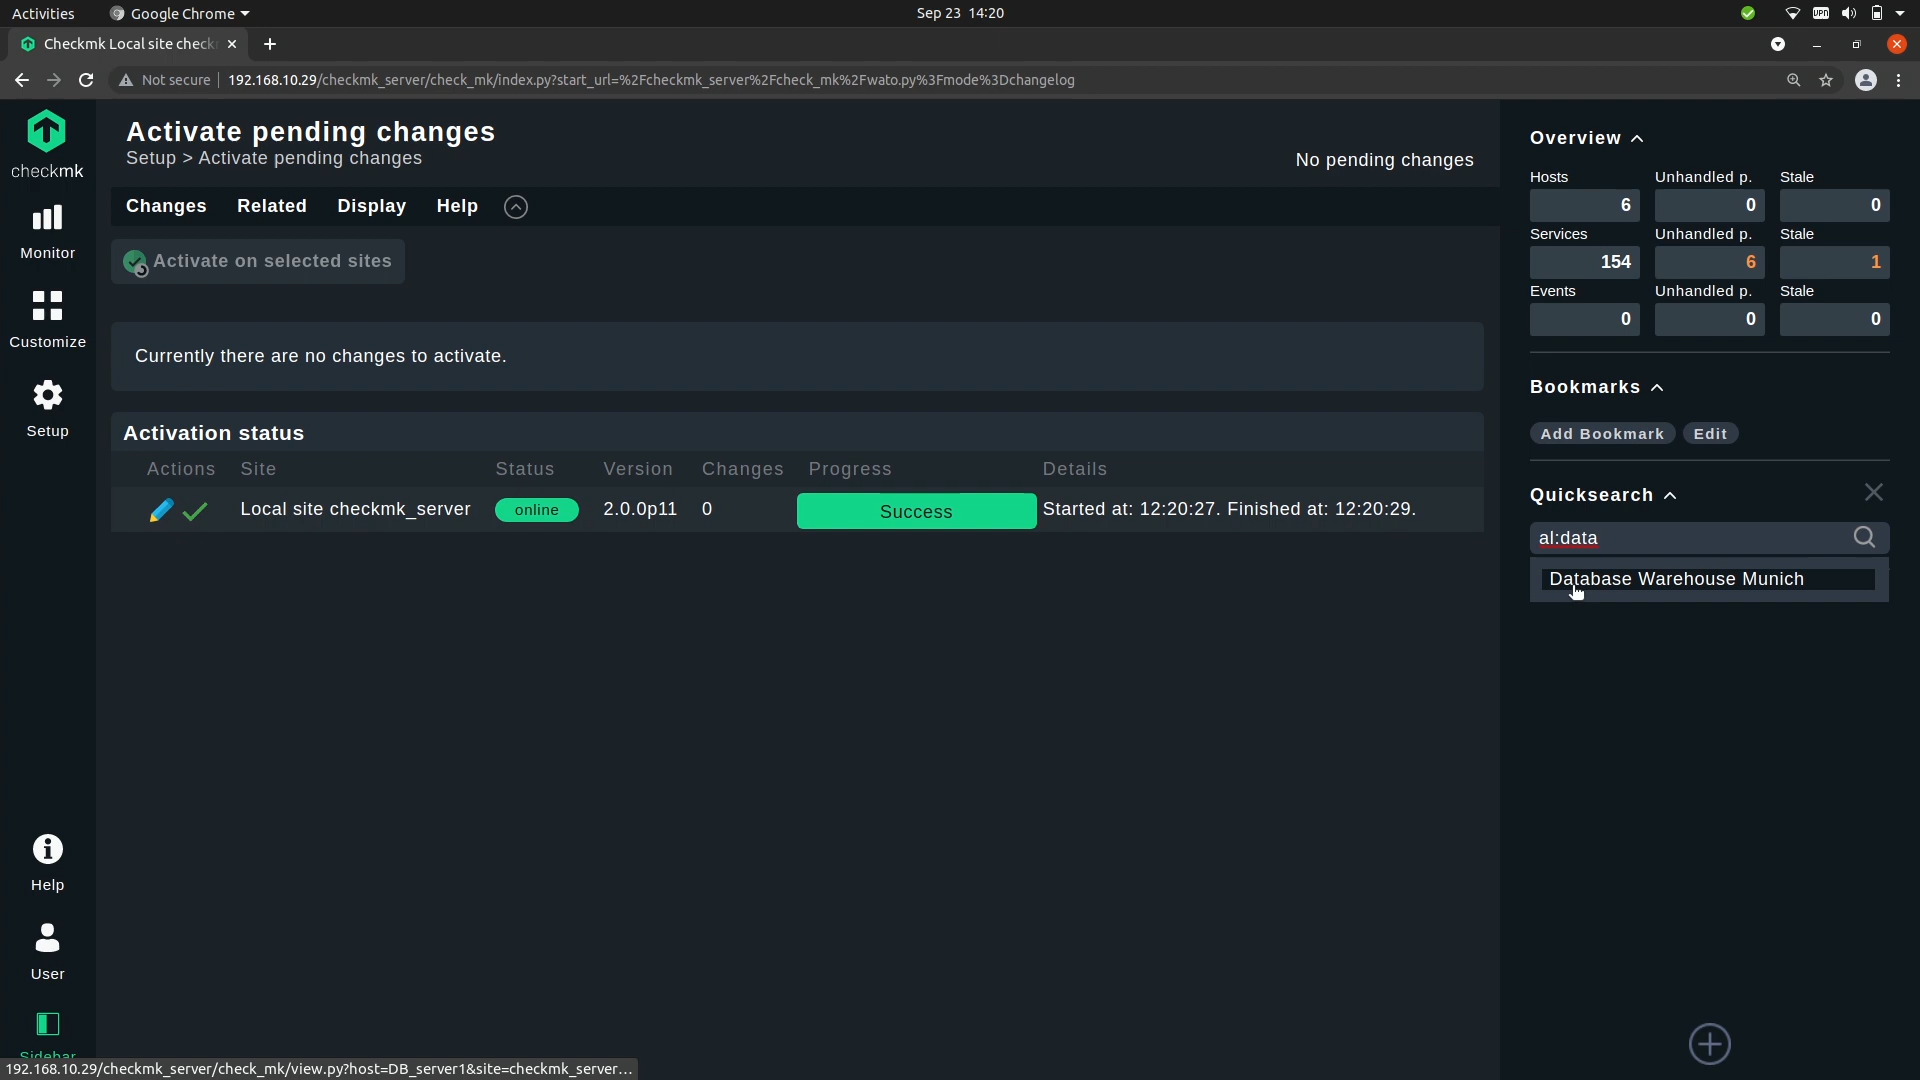 Activities
Google Chrome
Sep 23 14:20
VPN
Checkmk Local site check
Not secure
192.168.10.29/checkmk_server/check_mk/index.py?start_url=%2Fcheckmk_server%2Fcheck_mk%2Fwato.py%3Fmode%3Dchangelog
checkmk
Monitor
Customize
Setup
Help
User
Sidebar
Activate pending changes
Setup > Activate pending changes
No pending changes
Changes Related Display Help
Activate on selected sites
Currently there are no changes to activate.
Activation status
Actions Site Status Version Changes Progress Details
Local site checkmk_server online 2.0.0p11 0 Success Started at: 12:20:27. Finished at: 12:20:29.
Overview
Hosts Unhandled p. Stale
6 0 0
Services Unhandled p. Stale
154 6 1
Events Unhandled p. Stale
0 0 0
Bookmarks
Add Bookmark Edit
Quicksearch
al:data
Database Warehouse Munich
192.168.10.29/checkmk_server/check_mk/view.py?host=DB_server1&site=checkmk_server...